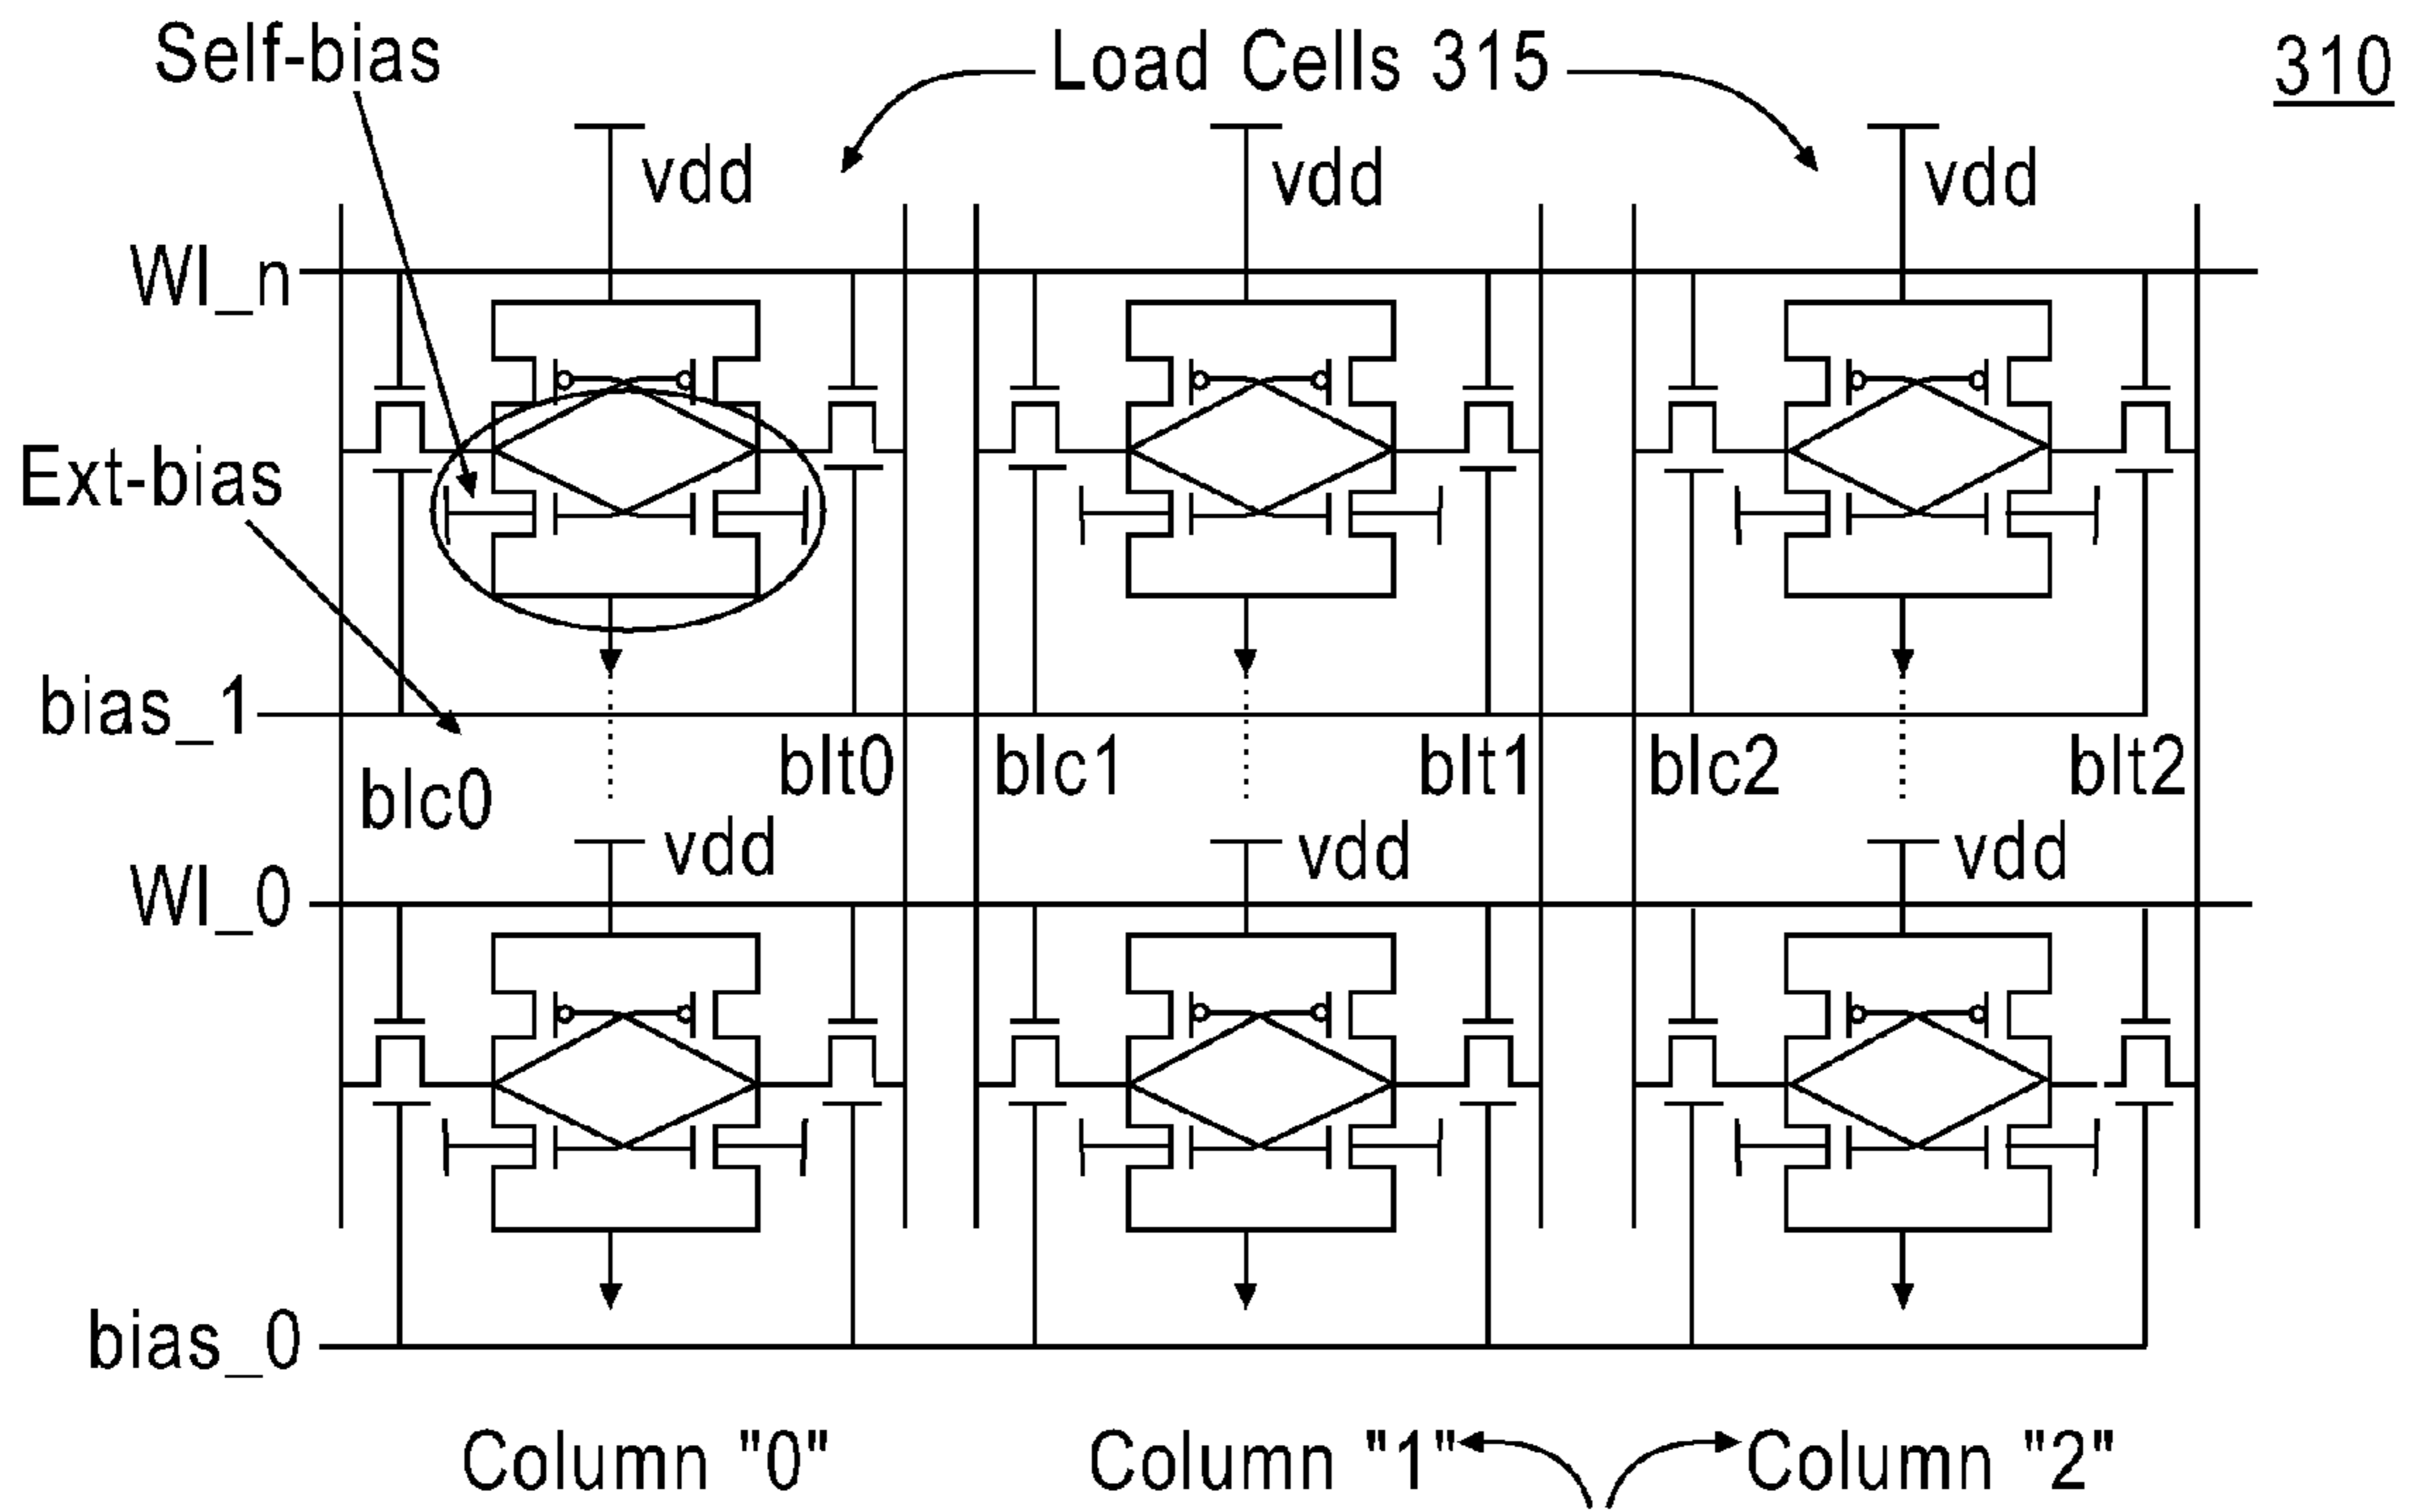 Self-bias
Load Cells 315
310
vdd vdd vdd
Wl_n
Ext-bias
bias_1
blc0 blt0 blc1 blt1 blc2 blt2
vdd vdd vdd
Wl_0
bias_0
Column "0" Column "1" Column "2"